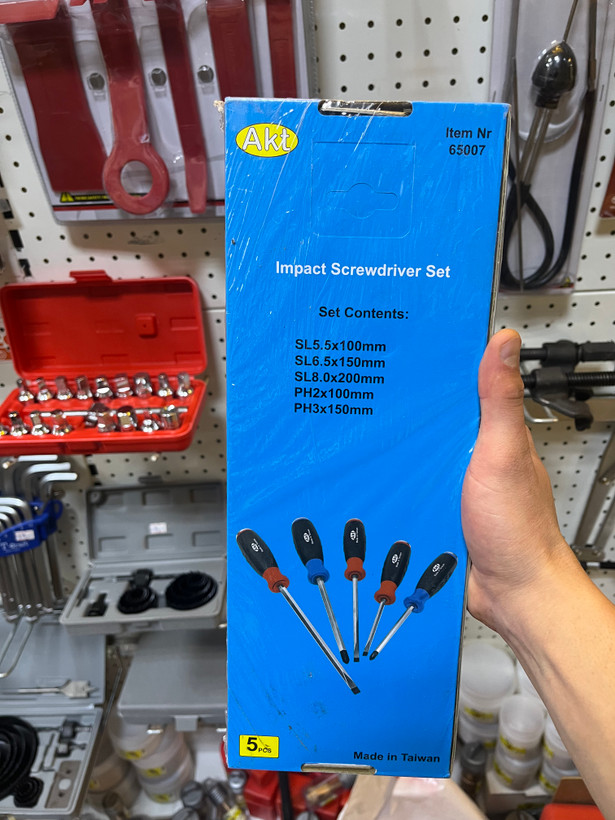 Akt
Item Nr
65007
Impact Screwdriver Set
Set Contents:
SL5.5x100mm
SL6.5x150mm
SL8.0x200mm
PH2x100mm
PH3x150mm
5 PCS
Made in Taiwan